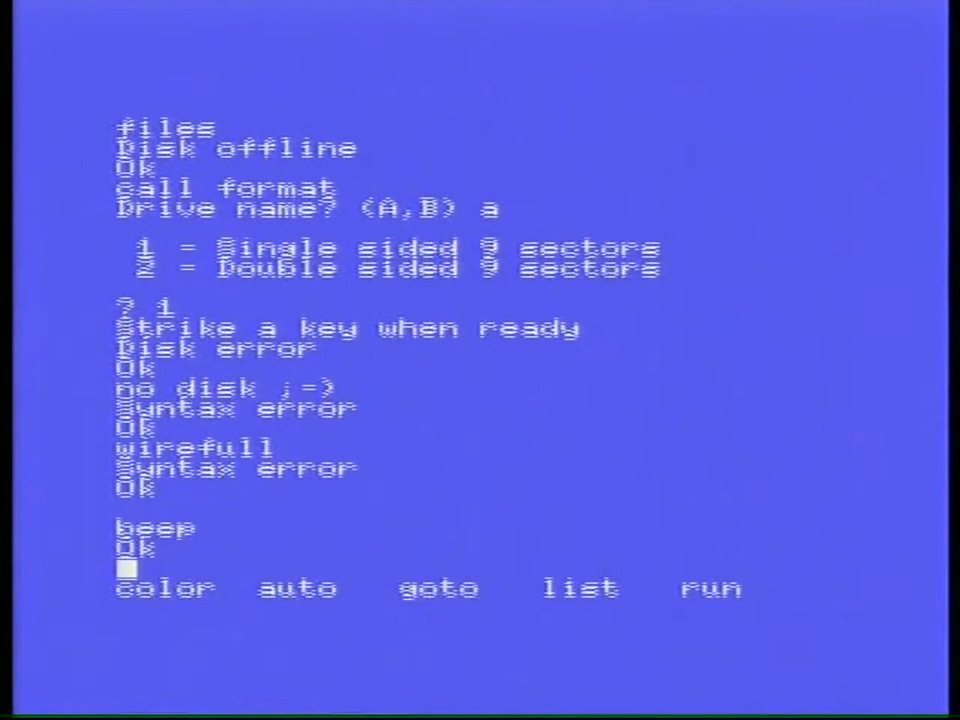 files
Disk offline
Ok
call format
Drive name? (A,B) a
1 = Single sided 9 sectors
2 = Double sided 9 sectors
? 1
Strike a key when ready
Disk error
Ok
no disk ;=)
Syntax error
Ok
wirefull
Syntax error
Ok
beep
Ok
color auto goto list run